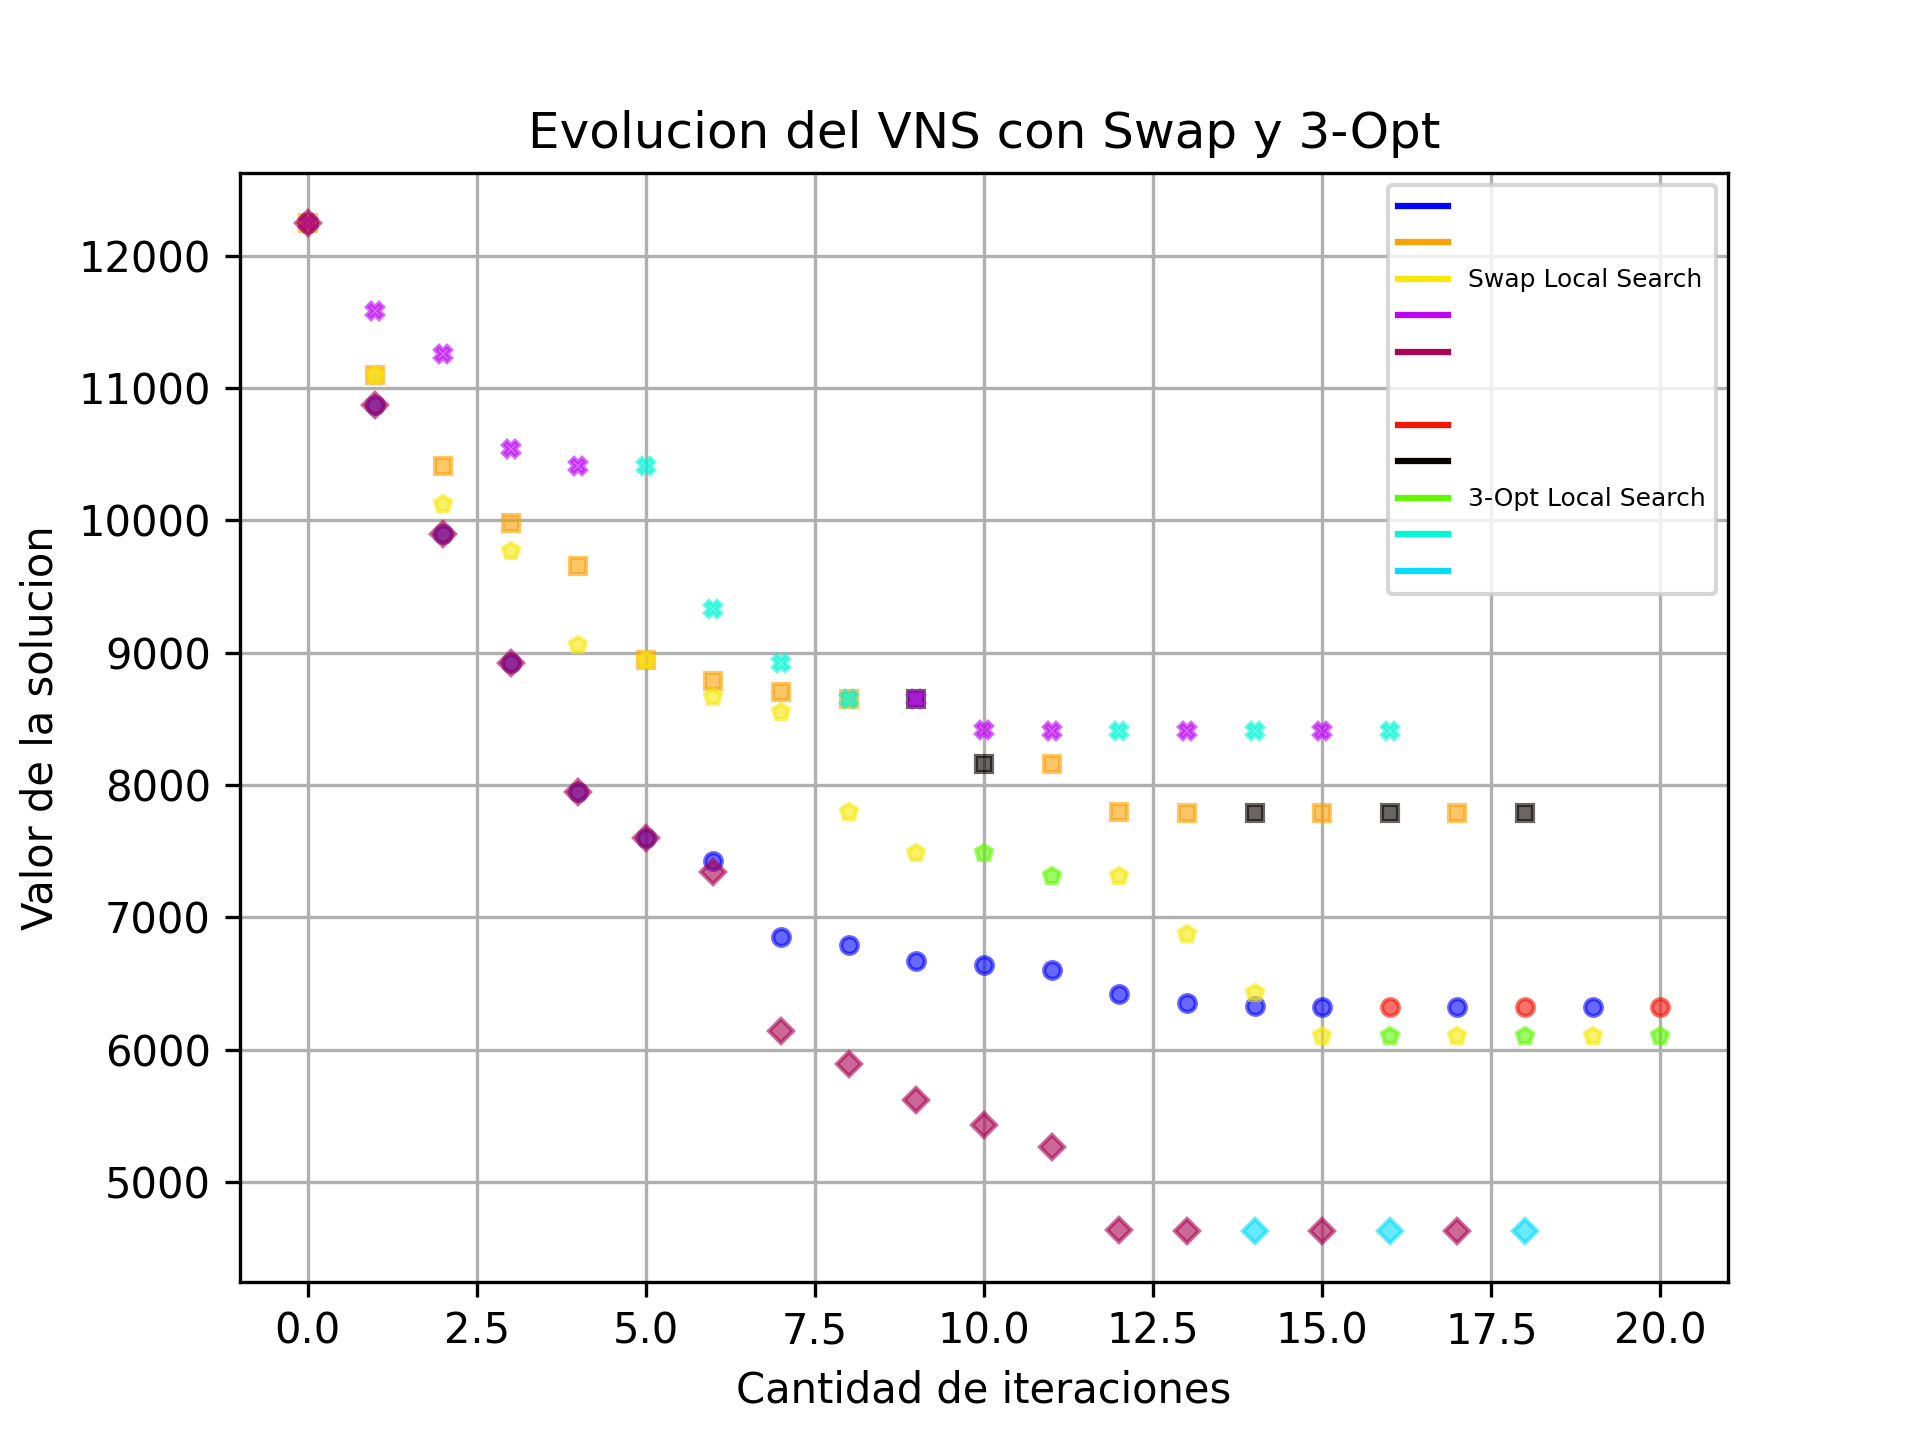 Evolucion del VNS con Swap y 3-Opt
Swap Local Search
3-Opt Local Search
Valor de la solucion
12000
11000
10000
9000
8000
7000
6000
5000
0.0 2.5 5.0 7.5 10.0 12.5 15.0 17.5 20.0
Cantidad de iteraciones